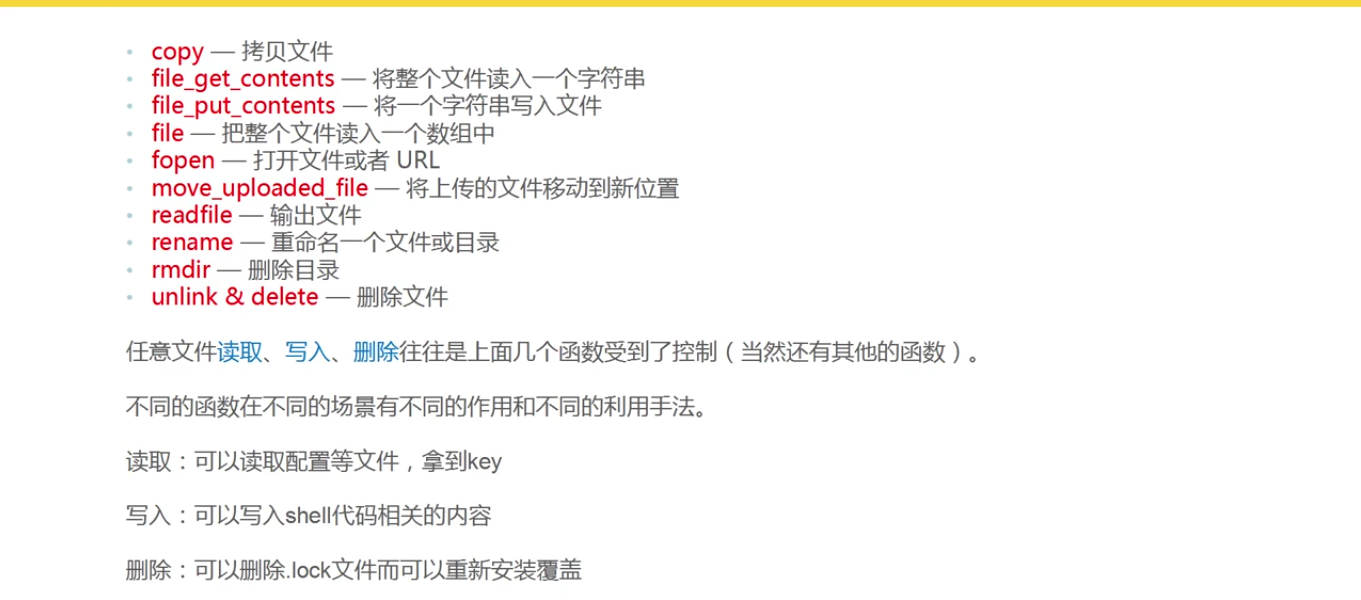 • copy — 拷贝文件
• file_get_contents — 将整个文件读入一个字符串
• file_put_contents — 将一个字符串写入文件
• file — 把整个文件读入一个数组中
• fopen — 打开文件或者 URL
• move_uploaded_file — 将上传的文件移动到新位置
• readfile — 输出文件
• rename — 重命名一个文件或目录
• rmdir — 删除目录
• unlink & delete — 删除文件
任意文件读取、写入、删除往往是上面几个函数受到了控制（当然还有其他的函数）。
不同的函数在不同的场景有不同的作用和不同的利用手法。
读取：可以读取配置等文件，拿到key
写入：可以写入shell代码相关的内容
删除：可以删除.lock文件而可以重新安装覆盖